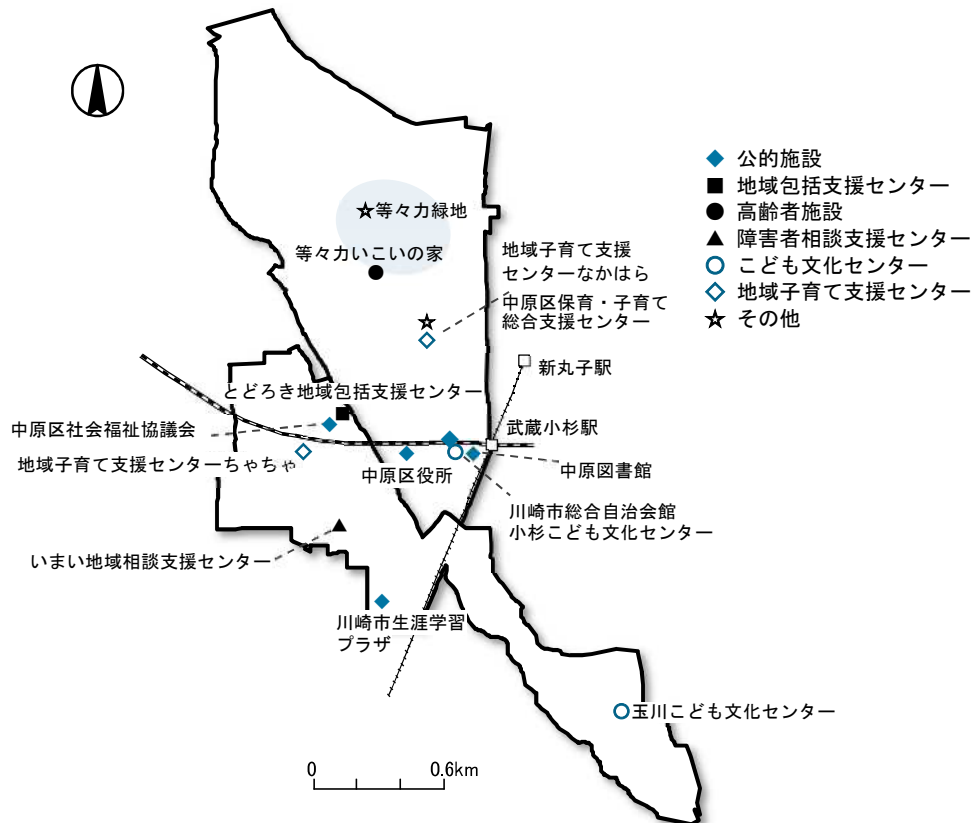 公的施設
地域包括支援センター
高齢者施設
障害者相談支援センター
こども文化センター
地域子育て支援センター
その他
等々力緑地
等々力いこいの家
地域子育て支援
センターなかはら
中原区保育・子育て
総合支援センター
新丸子駅
とどろき地域包括支援センター
中原区社会福祉協議会
武蔵小杉駅
地域子育て支援センターちゃちゃ
中原区役所
中原図書館
川崎市総合自治会館
小杉こども文化センター
いまい地域相談支援センター
川崎市生涯学習
プラザ
玉川こども文化センター
0
0.6km